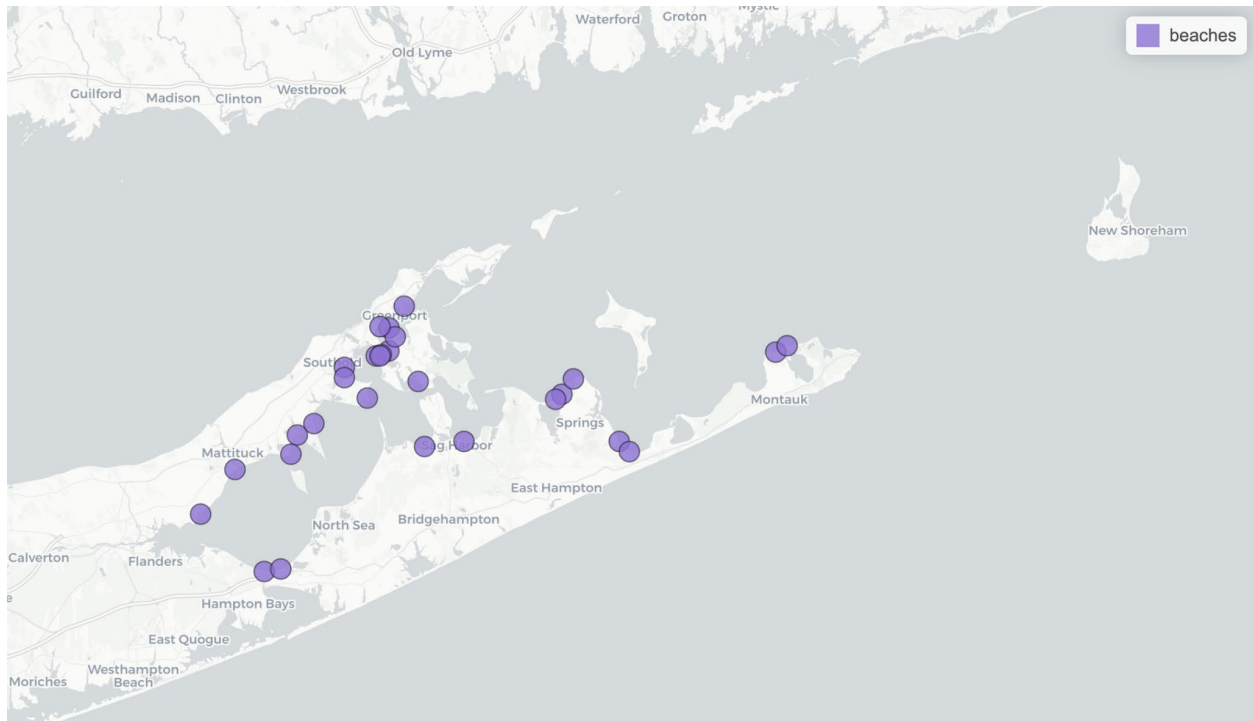 Mystic
Waterford
Groton
beaches
Old Lyme
Guilford
Madison
Clinton
Westbrook
New Shoreham
Greenport
Southold
Montauk
Springs
Mattituck
Sag Harbor
East Hampton
North Sea
Bridgehampton
Calverton
Flanders
e
Hampton Bays
East Quogue
Westhampton
Beach
Moriches